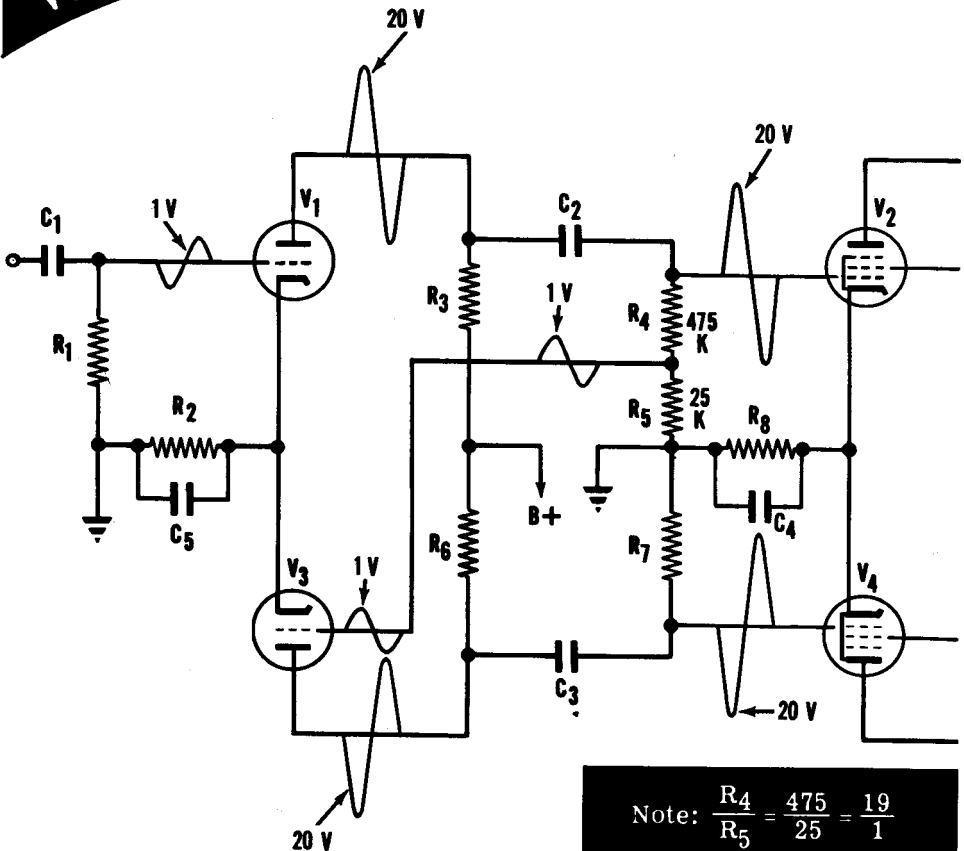 20 V
20 V
C1
1 V
V1
C2
V2
R3
1 V
R4
475
K
R1
R2
R5
25
K
R8
C5
B+
C4
R6
R7
V3
1 V
V4
C3
20 V
20 V
Note: R4/R5 = 475/25 = 19/1